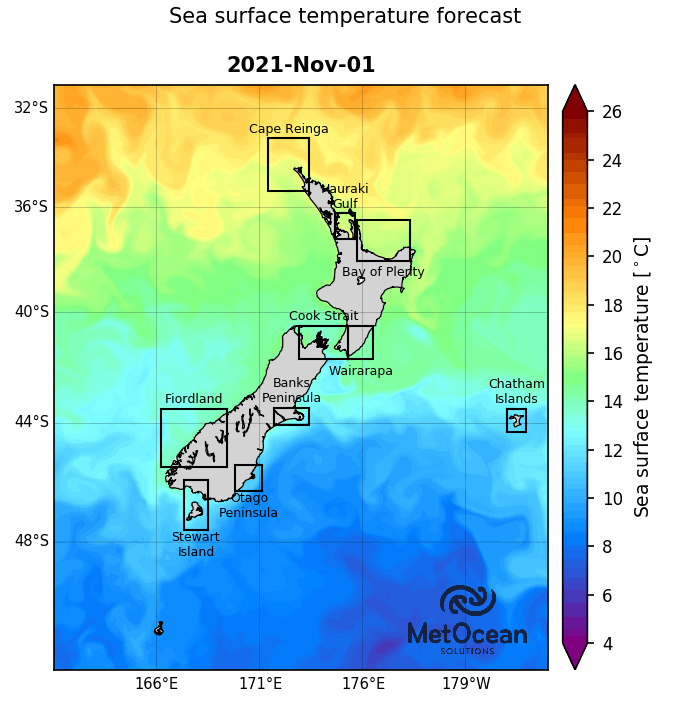 Sea surface temperature forecast
2021-Nov-01
32°S
36°S
40°S
44°S
48°S
166°E
171°E
176°E
179°W
Cape Reinga
Hauraki
Gulf
Bay of Plenty
Cook Strait
Wairarapa
Banks
Peninsula
Fiordland
Chatham
Islands
Otago
Peninsula
Stewart
Island
MetOcean
SOLUTIONS
26
24
22
20
18
16
14
12
10
8
6
4
Sea surface temperature [°C]